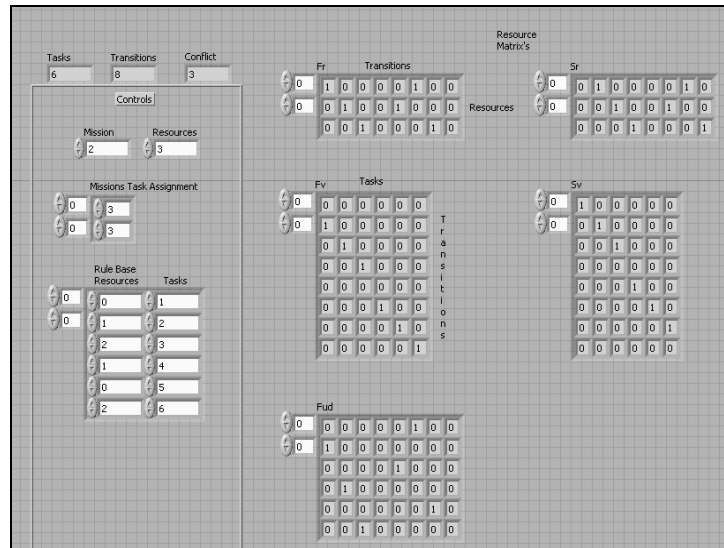 Tasks Transitions Conflict
6 8 3
Controls
Mission Resources
2 3
Missions Task Assignment
0 3
0 3
Rule Base
Resources Tasks
0 0 1
0 1 2
2 3
1 4
0 5
2 6
Fr Transitions
0 1 0 0 0 0 1 0 0
0 0 1 0 0 1 0 0 0
0 0 1 0 0 0 1 0
Resources
Resource
Matrix's
Sr
0 0 1 0 0 0 0 1 0
0 0 0 1 0 0 1 0 0
0 0 0 1 0 0 0 1
Fv Tasks
0 0 0 0 0 0 0
0 1 0 0 0 0 0
0 1 0 0 0 0
0 0 1 0 0 0
0 0 0 0 0 0
0 0 0 1 0 0
0 0 0 0 1 0
0 0 0 0 0 1
Transitions
Sv
0 1 0 0 0 0 0
0 0 1 0 0 0 0
0 0 1 0 0 0
0 0 0 0 0 0
0 0 0 1 0 0
0 0 0 0 1 0
0 0 0 0 0 1
0 0 0 0 0 0
Fud
0 0 0 0 0 0 1 0 0
0 1 0 0 0 0 0 0 0
0 0 0 0 1 0 0 0
0 1 0 0 0 0 0 0
0 0 0 0 0 0 1 0
0 0 1 0 0 0 0 0